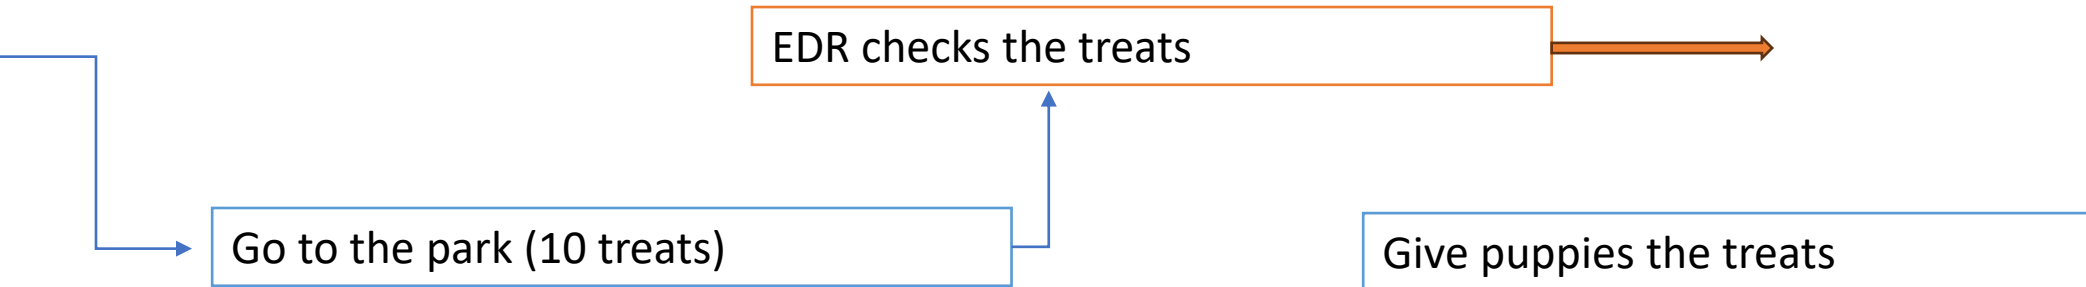 EDR checks the treats
Go to the park (10 treats)
Give puppies the treats